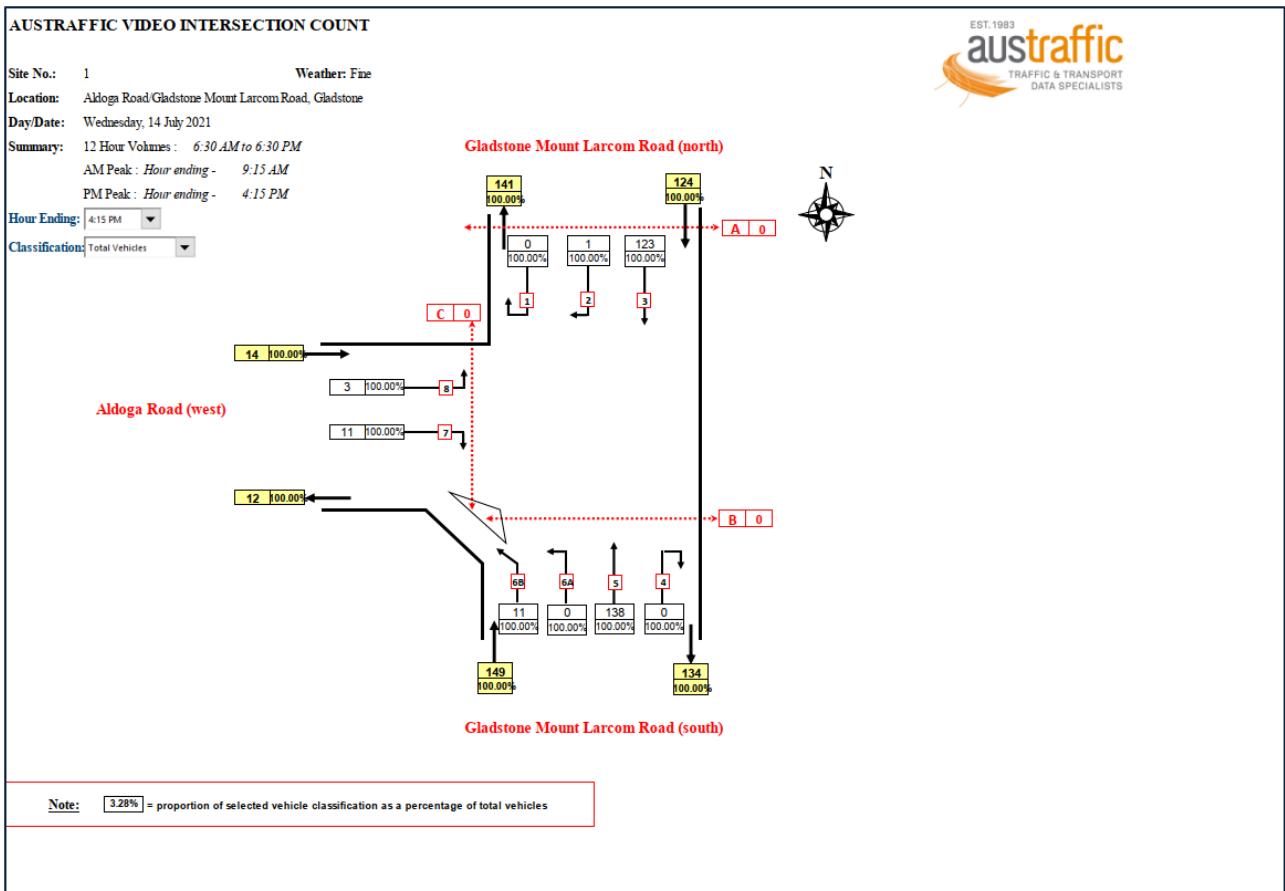 AUSTRAFFIC VIDEO INTERSECTION COUNT
EST.1983
austraffic
TRAFFIC & TRANSPORT
DATA SPECIALISTS
Site No.: 1 Weather: Fine
Location: Aldoga Road/Gladstone Mount Larcom Road, Gladstone
Day/Date: Wednesday, 14 July 2021
Summary: 12 Hour Volumes : 6:30 AM to 6:30 PM
AM Peak : Hour ending - 9:15 AM
PM Peak : Hour ending - 4:15 PM
Hour Ending: 4:15 PM
Classification: Total Vehicles
Gladstone Mount Larcom Road (north)
N
141 124
100.00% 100.00%
A 0
0 1 123
100.00% 100.00% 100.00%
1 2 3
C 0
14 100.00%
3 100.00% 8
Aldoga Road (west)
11 100.00% 7
12 100.00%
B 0
6B 6A 5 4
11 0 138 0
100.00% 100.00% 100.00% 100.00%
149 134
100.00% 100.00%
Gladstone Mount Larcom Road (south)
Note: 3.28% = proportion of selected vehicle classification as a percentage of total vehicles